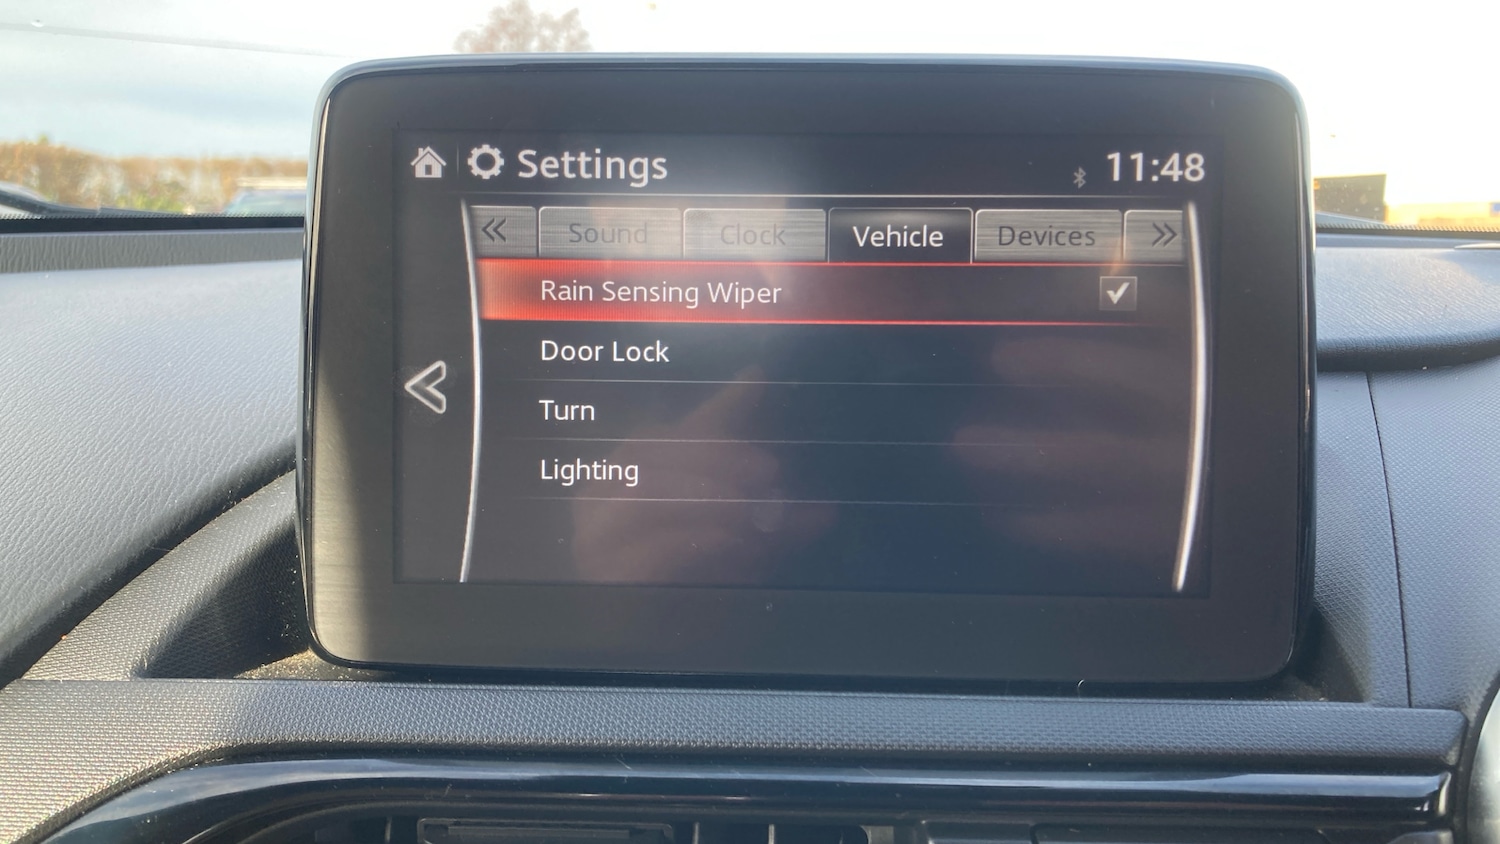 Settings
11:48
Sound Clock Vehicle Devices
Rain Sensing Wiper
Door Lock
Turn
Lighting